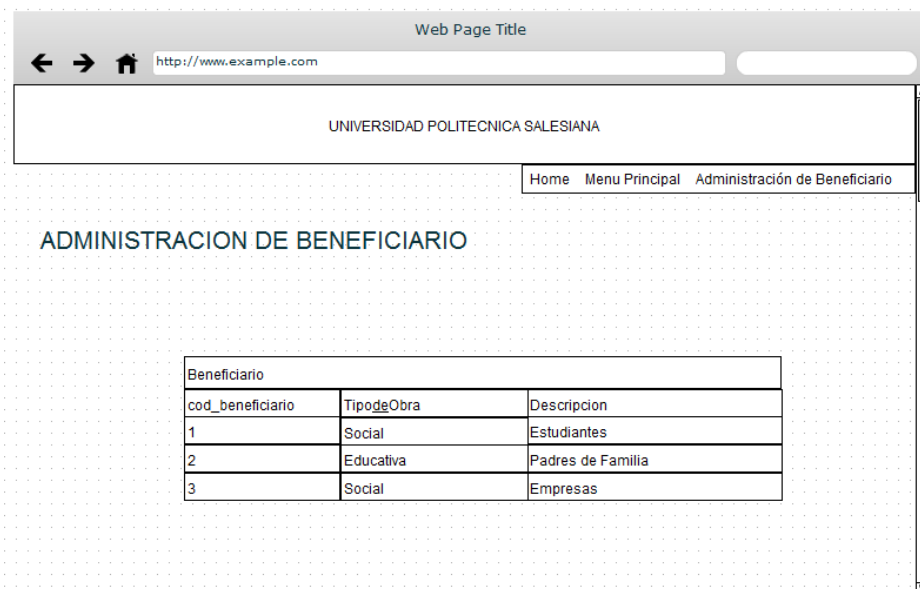 Web Page Title
http://www.example.com
UNIVERSIDAD POLITECNICA SALESIANA
Home Menu Principal Administración de Beneficiario
ADMINISTRACION DE BENEFICIARIO
Beneficiario
cod_beneficiario TipodeObra Descripcion
1 Social Estudiantes
2 Educativa Padres de Familia
3 Social Empresas